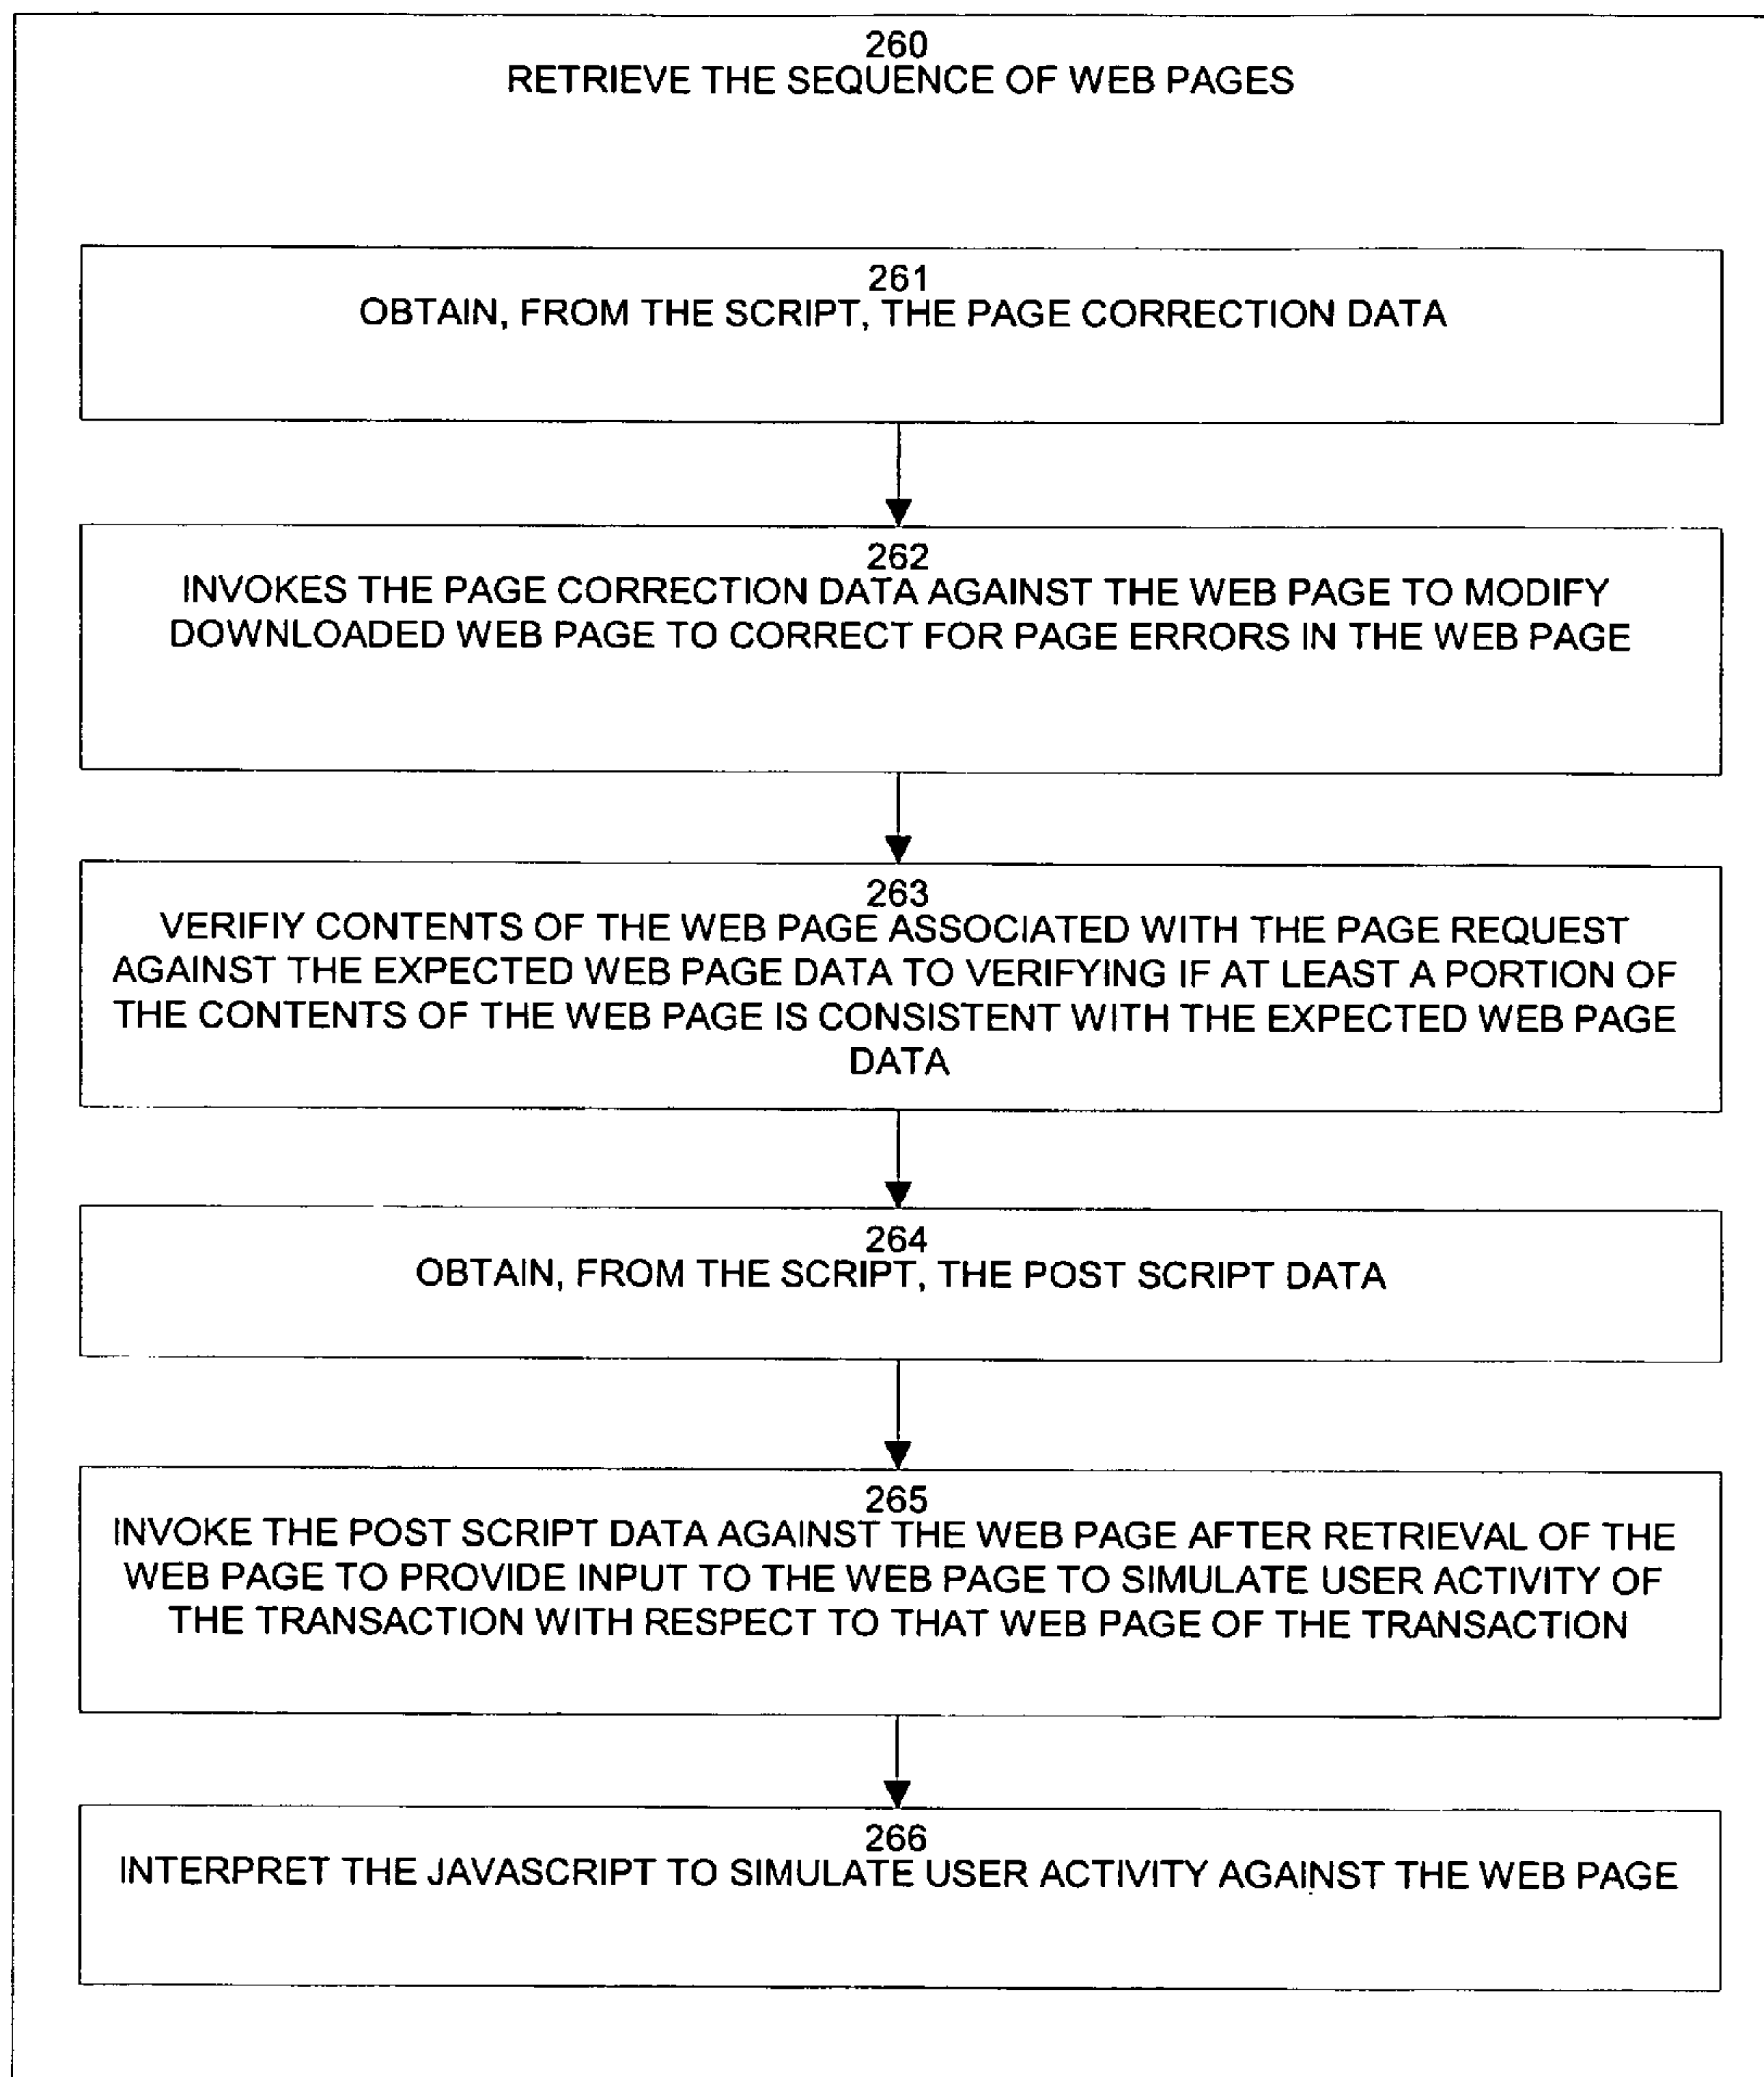 260
RETRIEVE THE SEQUENCE OF WEB PAGES
261
OBTAIN, FROM THE SCRIPT, THE PAGE CORRECTION DATA
262
INVOKES THE PAGE CORRECTION DATA AGAINST THE WEB PAGE TO MODIFY
DOWNLOADED WEB PAGE TO CORRECT FOR PAGE ERRORS IN THE WEB PAGE
263
VERIFIY CONTENTS OF THE WEB PAGE ASSOCIATED WITH THE PAGE REQUEST
AGAINST THE EXPECTED WEB PAGE DATA TO VERIFYING IF AT LEAST A PORTION OF
THE CONTENTS OF THE WEB PAGE IS CONSISTENT WITH THE EXPECTED WEB PAGE
DATA
264
OBTAIN, FROM THE SCRIPT, THE POST SCRIPT DATA
265
INVOKE THE POST SCRIPT DATA AGAINST THE WEB PAGE AFTER RETRIEVAL OF THE
WEB PAGE TO PROVIDE INPUT TO THE WEB PAGE TO SIMULATE USER ACTIVITY OF
THE TRANSACTION WITH RESPECT TO THAT WEB PAGE OF THE TRANSACTION
266
INTERPRET THE JAVASCRIPT TO SIMULATE USER ACTIVITY AGAINST THE WEB PAGE